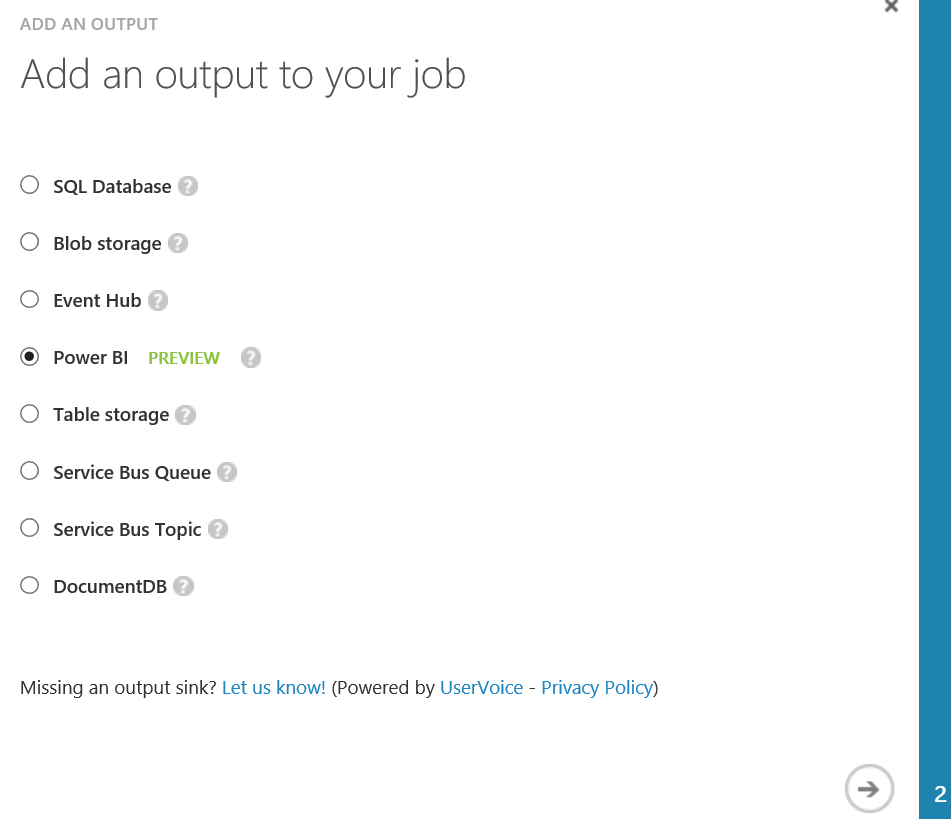 ADD AN OUTPUT
Add an output to your job
SQL Database ?
Blob storage ?
Event Hub ?
Power BI PREVIEW ?
Table storage ?
Service Bus Queue ?
Service Bus Topic ?
DocumentDB ?
Missing an output sink? Let us know! (Powered by UserVoice - Privacy Policy)
2